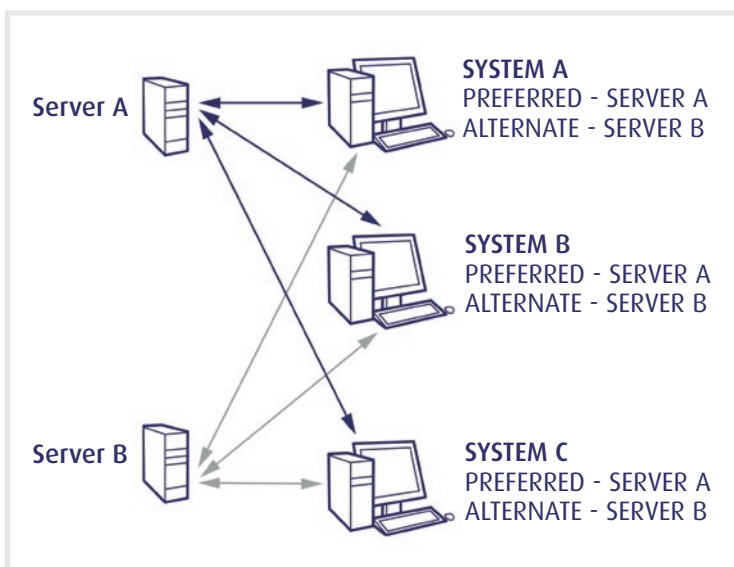 Server A
SYSTEM A
PREFERRED - SERVER A
ALTERNATE - SERVER B
SYSTEM B
PREFERRED - SERVER A
ALTERNATE - SERVER B
Server B
SYSTEM C
PREFERRED - SERVER A
ALTERNATE - SERVER B